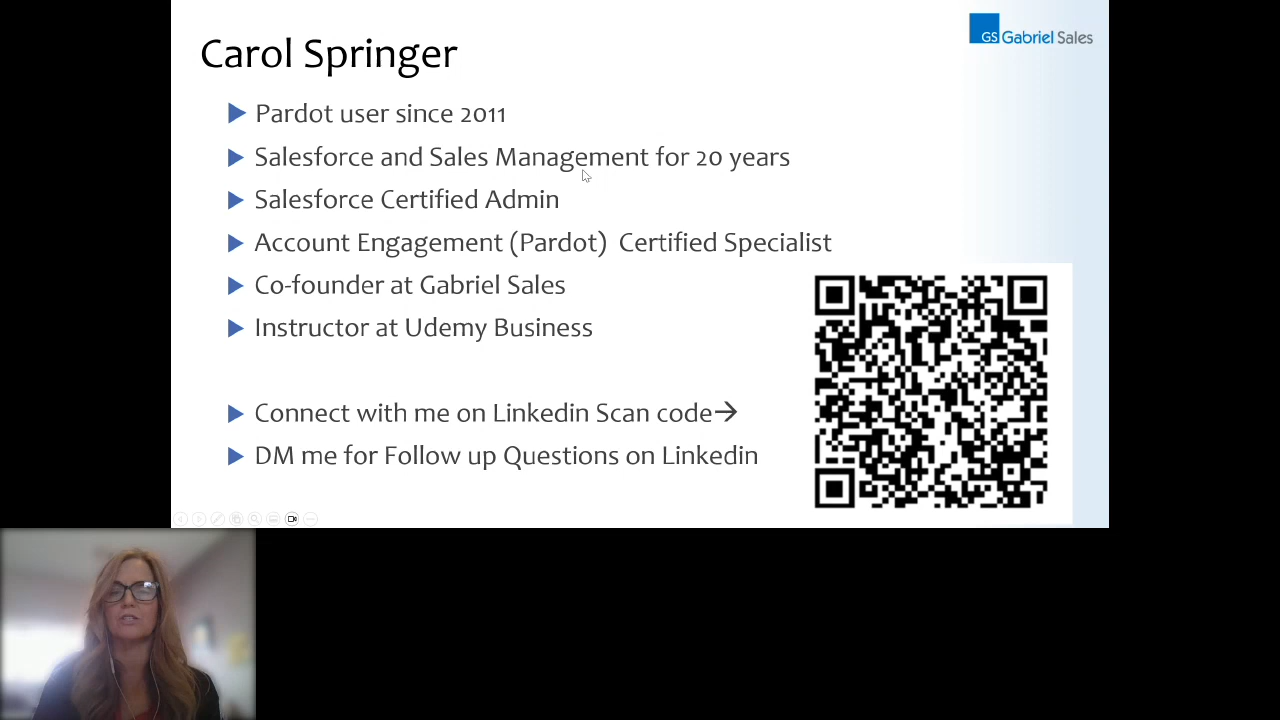 GS Gabriel Sales
Carol Springer
Pardot user since 2011
Salesforce and Sales Management for 20 years
Salesforce Certified Admin
Account Engagement (Pardot) Certified Specialist
Co-founder at Gabriel Sales
Instructor at Udemy Business
Connect with me on Linkedin Scan code→
DM me for Follow up Questions on Linkedin